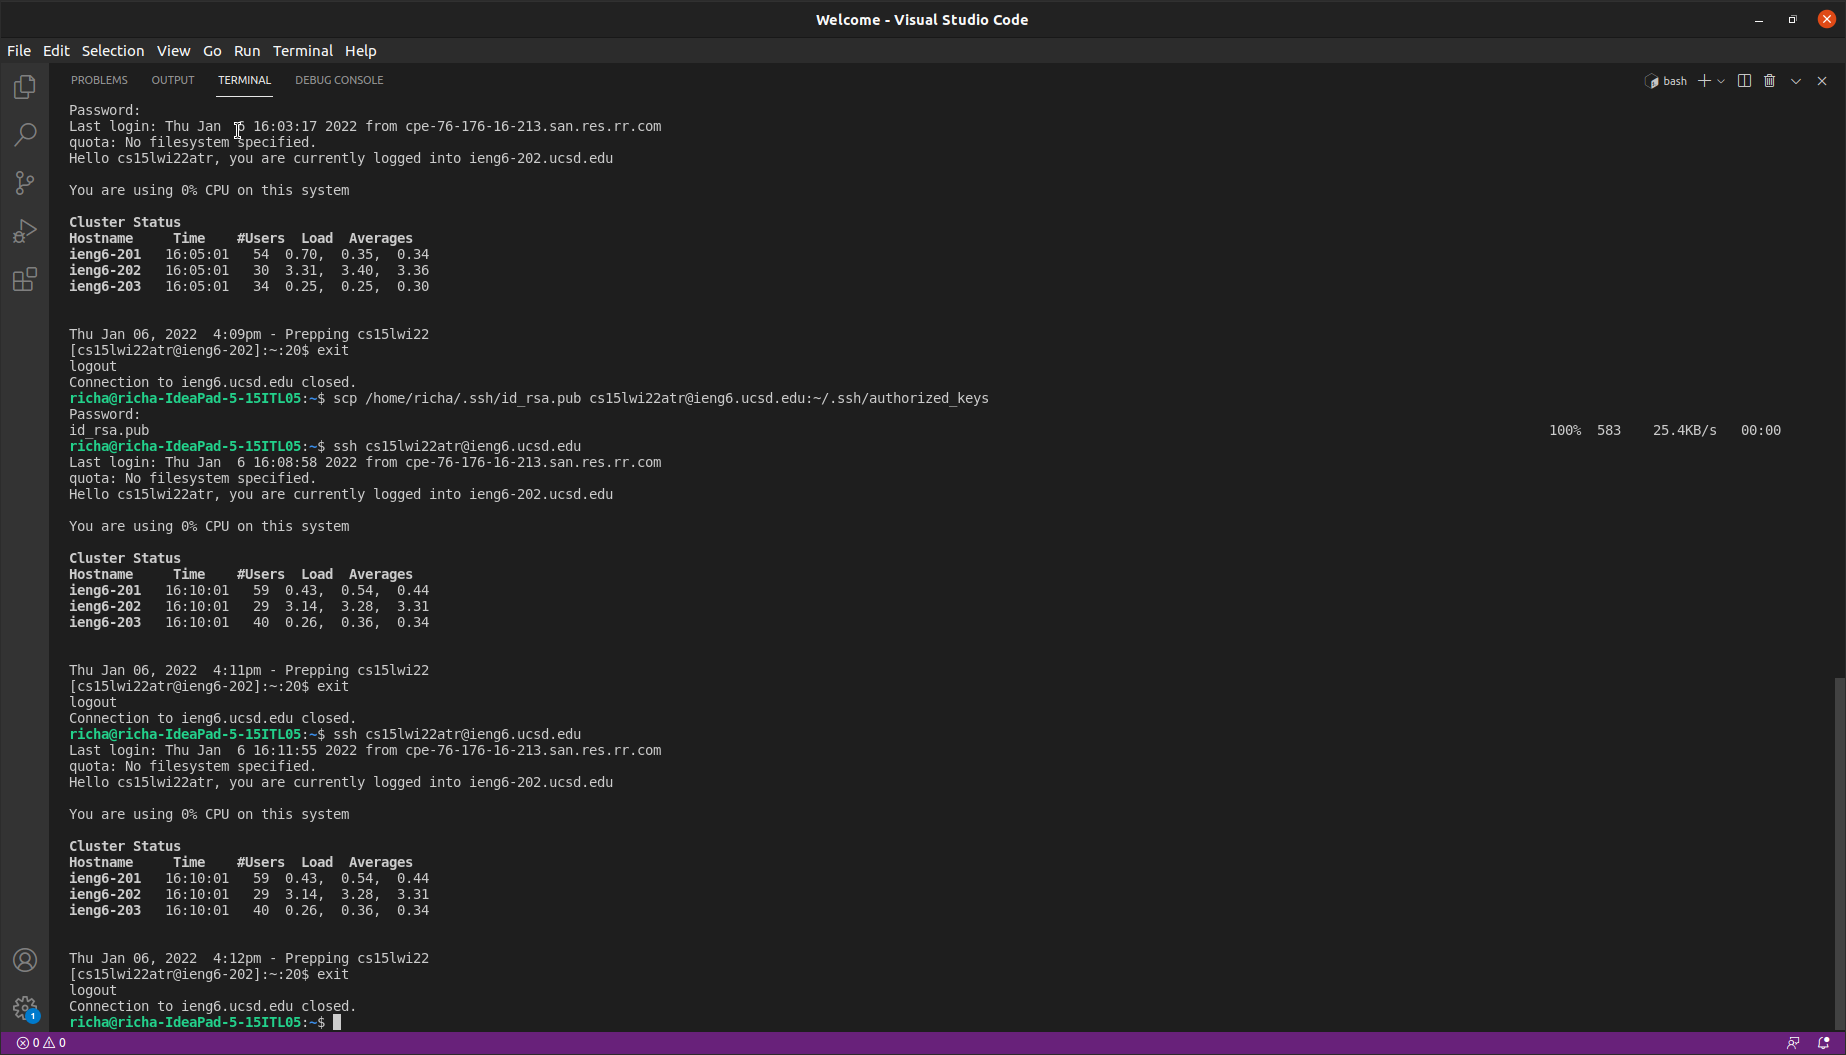 Welcome - Visual Studio Code
File Edit Selection View Go Run Terminal Help
PROBLEMS OUTPUT TERMINAL DEBUG CONSOLE bash
Password:
Last login: Thu Jan  6 16:03:17 2022 from cpe-76-176-16-213.san.res.rr.com
quota: No filesystem specified.
Hello cs15lwi22atr, you are currently logged into ieng6-202.ucsd.edu
You are using 0% CPU on this system
Cluster Status
Hostname     Time    #Users  Load  Averages
ieng6-201   16:05:01   54  0.70,  0.35,  0.34
ieng6-202   16:05:01   30  3.31,  3.40,  3.36
ieng6-203   16:05:01   34  0.25,  0.25,  0.30
Thu Jan 06, 2022  4:09pm - Prepping cs15lwi22
[cs15lwi22atr@ieng6-202]:~:20$ exit
logout
Connection to ieng6.ucsd.edu closed.
richa@richa-IdeaPad-5-15ITL05:~$ scp /home/richa/.ssh/id_rsa.pub cs15lwi22atr@ieng6.ucsd.edu:~/.ssh/authorized_keys
Password:
id_rsa.pub 100%  583    25.4KB/s   00:00
richa@richa-IdeaPad-5-15ITL05:~$ ssh cs15lwi22atr@ieng6.ucsd.edu
Last login: Thu Jan  6 16:08:58 2022 from cpe-76-176-16-213.san.res.rr.com
quota: No filesystem specified.
Hello cs15lwi22atr, you are currently logged into ieng6-202.ucsd.edu
You are using 0% CPU on this system
Cluster Status
Hostname     Time    #Users  Load  Averages
ieng6-201   16:10:01   59  0.43,  0.54,  0.44
ieng6-202   16:10:01   29  3.14,  3.28,  3.31
ieng6-203   16:10:01   40  0.26,  0.36,  0.34
Thu Jan 06, 2022  4:11pm - Prepping cs15lwi22
[cs15lwi22atr@ieng6-202]:~:20$ exit
logout
Connection to ieng6.ucsd.edu closed.
richa@richa-IdeaPad-5-15ITL05:~$ ssh cs15lwi22atr@ieng6.ucsd.edu
Last login: Thu Jan  6 16:11:55 2022 from cpe-76-176-16-213.san.res.rr.com
quota: No filesystem specified.
Hello cs15lwi22atr, you are currently logged into ieng6-202.ucsd.edu
You are using 0% CPU on this system
Cluster Status
Hostname     Time    #Users  Load  Averages
ieng6-201   16:10:01   59  0.43,  0.54,  0.44
ieng6-202   16:10:01   29  3.14,  3.28,  3.31
ieng6-203   16:10:01   40  0.26,  0.36,  0.34
Thu Jan 06, 2022  4:12pm - Prepping cs15lwi22
[cs15lwi22atr@ieng6-202]:~:20$ exit
logout
Connection to ieng6.ucsd.edu closed.
richa@richa-IdeaPad-5-15ITL05:~$
1
0 0